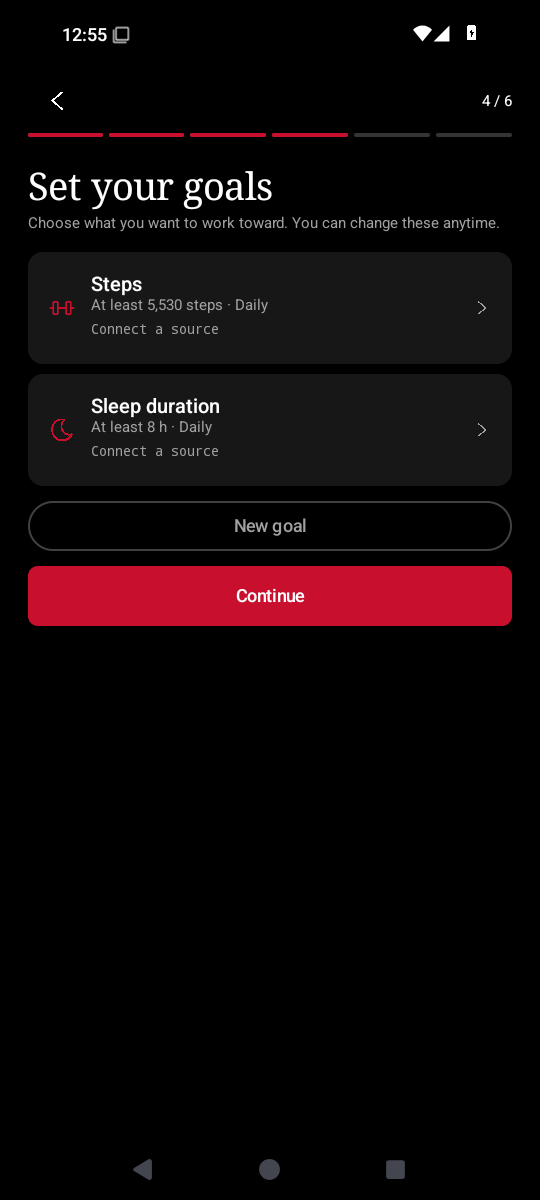 12:55
4 / 6
Set your goals
Choose what you want to work toward. You can change these anytime.
Steps
At least 5,530 steps · Daily
Connect a source
Sleep duration
At least 8 h · Daily
Connect a source
New goal
Continue